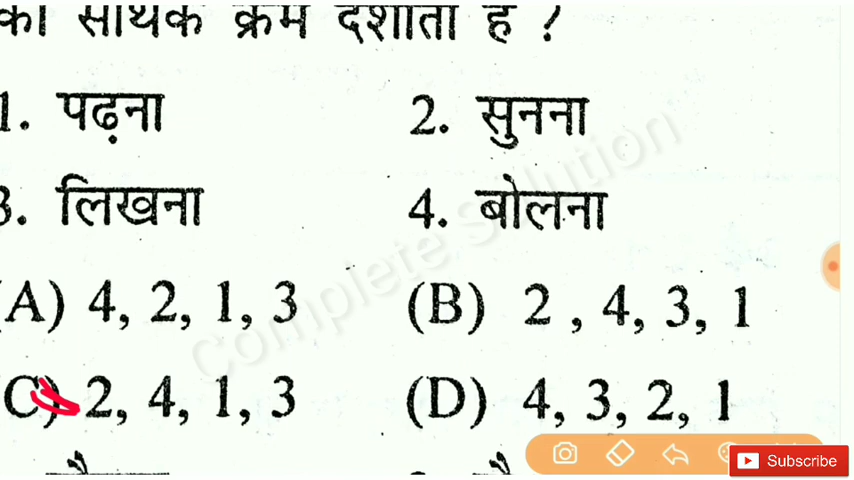 का सार्थक क्रम दर्शाता है ?
1. पढ़ना 2. सुनना
3. लिखना 4. बोलना
(A) 4, 2, 1, 3 (B) 2 , 4, 3, 1
(C) 2, 4, 1, 3 (D) 4, 3, 2, 1
Complete Solution
Subscribe